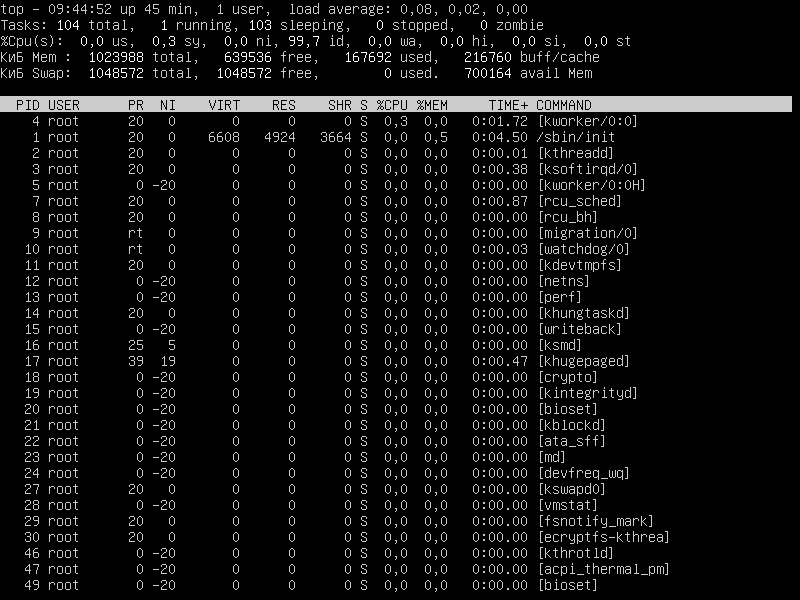 top - 09:44:52 up 45 min,  1 user,  load average: 0,08, 0,02, 0,00
Tasks: 104 total,   1 running, 103 sleeping,   0 stopped,   0 zombie
%Cpu(s):  0,0 us,  0,3 sy,  0,0 ni, 99,7 id,  0,0 wa,  0,0 hi,  0,0 si,  0,0 st
КиБ Mem :  1023988 total,   639536 free,   167692 used,   216760 buff/cache
КиБ Swap:  1048572 total,  1048572 free,        0 used.   700164 avail Mem
PID USER      PR  NI    VIRT    RES    SHR S %CPU %MEM     TIME+ COMMAND
4 root      20   0       0      0      0 S  0,3  0,0   0:01.72 [kworker/0:0]
1 root      20   0    6608   4924   3664 S  0,0  0,5   0:04.50 /sbin/init
2 root      20   0       0      0      0 S  0,0  0,0   0:00.01 [kthreadd]
3 root      20   0       0      0      0 S  0,0  0,0   0:00.38 [ksoftirqd/0]
5 root       0 -20       0      0      0 S  0,0  0,0   0:00.00 [kworker/0:0H]
7 root      20   0       0      0      0 S  0,0  0,0   0:00.87 [rcu_sched]
8 root      20   0       0      0      0 S  0,0  0,0   0:00.00 [rcu_bh]
9 root      rt   0       0      0      0 S  0,0  0,0   0:00.00 [migration/0]
10 root      rt   0       0      0      0 S  0,0  0,0   0:00.03 [watchdog/0]
11 root      20   0       0      0      0 S  0,0  0,0   0:00.00 [kdevtmpfs]
12 root       0 -20       0      0      0 S  0,0  0,0   0:00.00 [netns]
13 root       0 -20       0      0      0 S  0,0  0,0   0:00.00 [perf]
14 root      20   0       0      0      0 S  0,0  0,0   0:00.00 [khungtaskd]
15 root       0 -20       0      0      0 S  0,0  0,0   0:00.00 [writeback]
16 root      25   5       0      0      0 S  0,0  0,0   0:00.00 [ksmd]
17 root      39  19       0      0      0 S  0,0  0,0   0:00.47 [khugepaged]
18 root       0 -20       0      0      0 S  0,0  0,0   0:00.00 [crypto]
19 root       0 -20       0      0      0 S  0,0  0,0   0:00.00 [kintegrityd]
20 root       0 -20       0      0      0 S  0,0  0,0   0:00.00 [bioset]
21 root       0 -20       0      0      0 S  0,0  0,0   0:00.00 [kblockd]
22 root       0 -20       0      0      0 S  0,0  0,0   0:00.00 [ata_sff]
23 root       0 -20       0      0      0 S  0,0  0,0   0:00.00 [md]
24 root       0 -20       0      0      0 S  0,0  0,0   0:00.00 [devfreq_wq]
27 root      20   0       0      0      0 S  0,0  0,0   0:00.00 [kswapd0]
28 root       0 -20       0      0      0 S  0,0  0,0   0:00.00 [vmstat]
29 root      20   0       0      0      0 S  0,0  0,0   0:00.00 [fsnotify_mark]
30 root      20   0       0      0      0 S  0,0  0,0   0:00.00 [ecryptfs-kthrea]
46 root       0 -20       0      0      0 S  0,0  0,0   0:00.00 [kthrotld]
47 root       0 -20       0      0      0 S  0,0  0,0   0:00.00 [acpi_thermal_pm]
49 root       0 -20       0      0      0 S  0,0  0,0   0:00.00 [bioset]